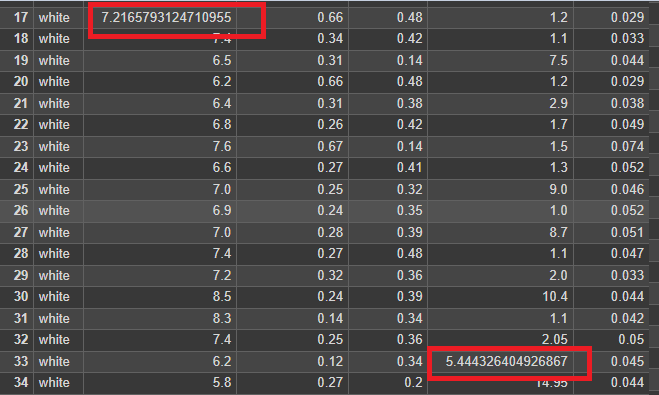 17 white 7.2165793124710955 0.66 0.48 1.2 0.029
18 white 7.4 0.34 0.42 1.1 0.033
19 white 6.5 0.31 0.14 7.5 0.044
20 white 6.2 0.66 0.48 1.2 0.029
21 white 6.4 0.31 0.38 2.9 0.038
22 white 6.8 0.26 0.42 1.7 0.049
23 white 7.6 0.67 0.14 1.5 0.074
24 white 6.6 0.27 0.41 1.3 0.052
25 white 7.0 0.25 0.32 9.0 0.046
26 white 6.9 0.24 0.35 1.0 0.052
27 white 7.0 0.28 0.39 8.7 0.051
28 white 7.4 0.27 0.48 1.1 0.047
29 white 7.2 0.32 0.36 2.0 0.033
30 white 8.5 0.24 0.39 10.4 0.044
31 white 8.3 0.14 0.34 1.1 0.042
32 white 7.4 0.25 0.36 2.05 0.05
33 white 6.2 0.12 0.34 5.444326404926867 0.045
34 white 5.8 0.27 0.2 14.95 0.044